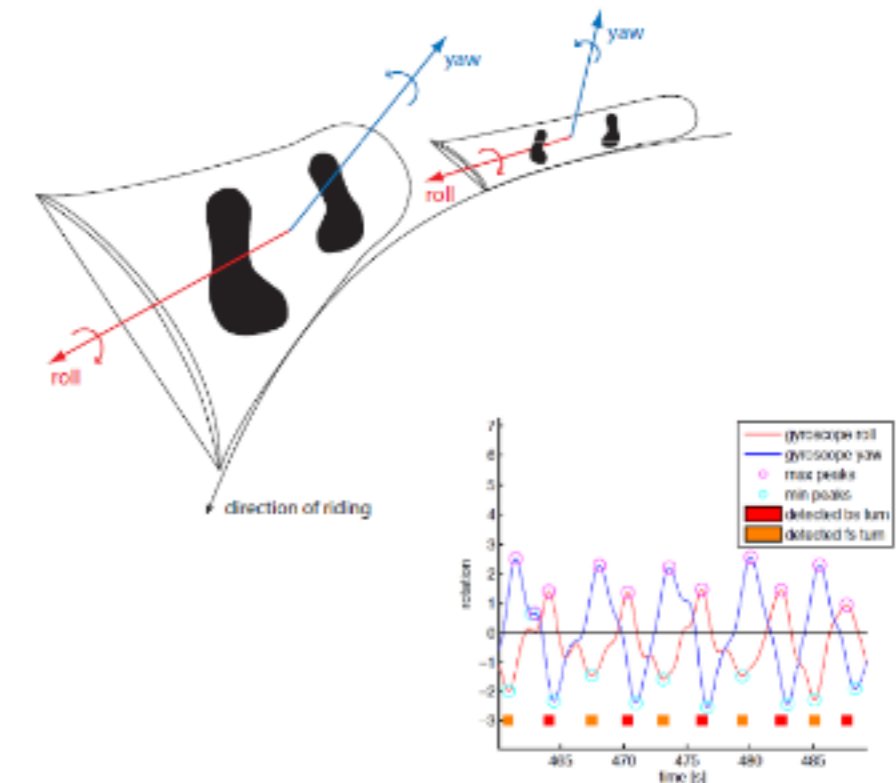 yaw
yaw
roll
roll
direction of riding
7
6
5
4
3
2
1
0
−1
−2
−3
rotation
465
470
475
480
485
time [s]
gyroscope roll
gyroscope yaw
max peaks
min peaks
detected bs turn
detected fs turn